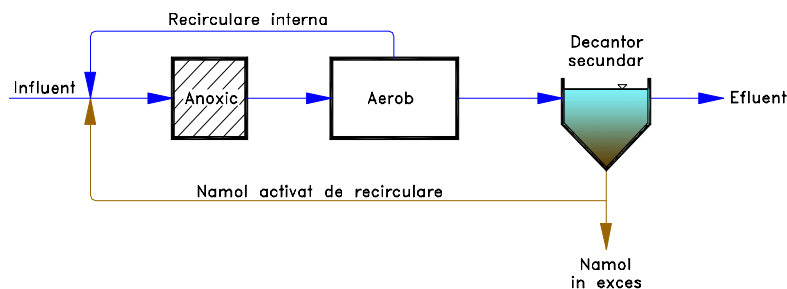 Recirculare interna
Decantor
secundar
Influent
Anoxic
Aerob
Efluent
Namol activat de recirculare
Namol
in exces